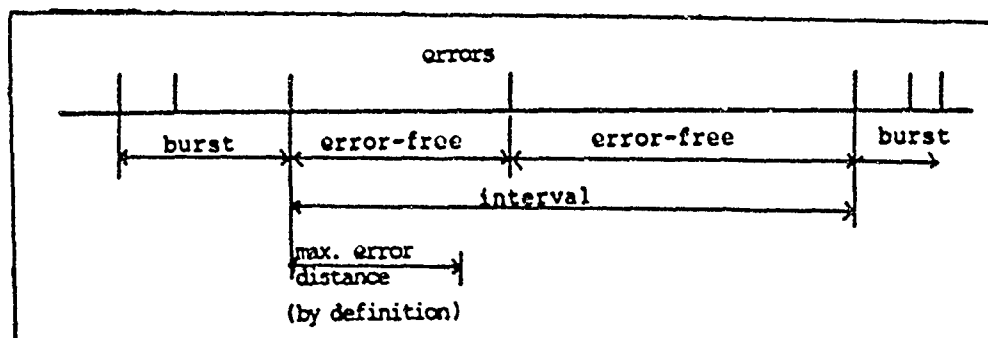 errors
burst error-free error-free burst
interval
max. error
distance
(by definition)